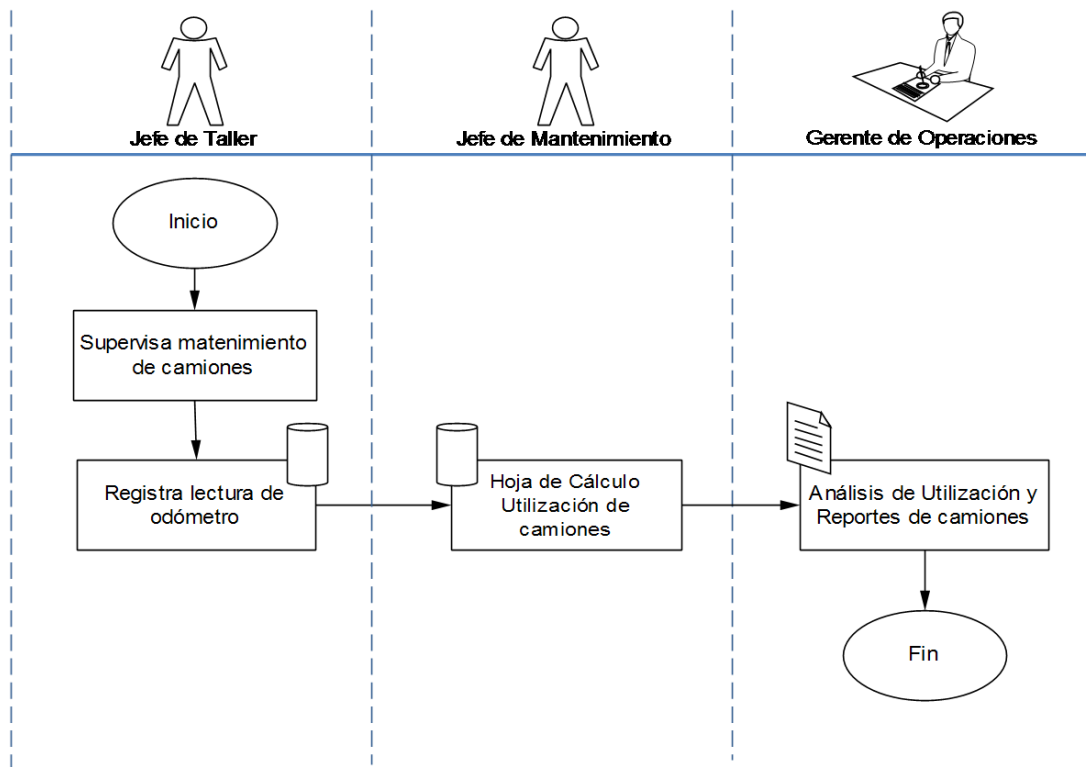 Jefe de Taller
Jefe de Mantenimiento
Gerente de Operaciones
Inicio
Supervisa matenimiento
de camiones
Registra lectura de
odómetro
Hoja de Cálculo
Utilización de
camiones
Análisis de Utilización y
Reportes de camiones
Fin